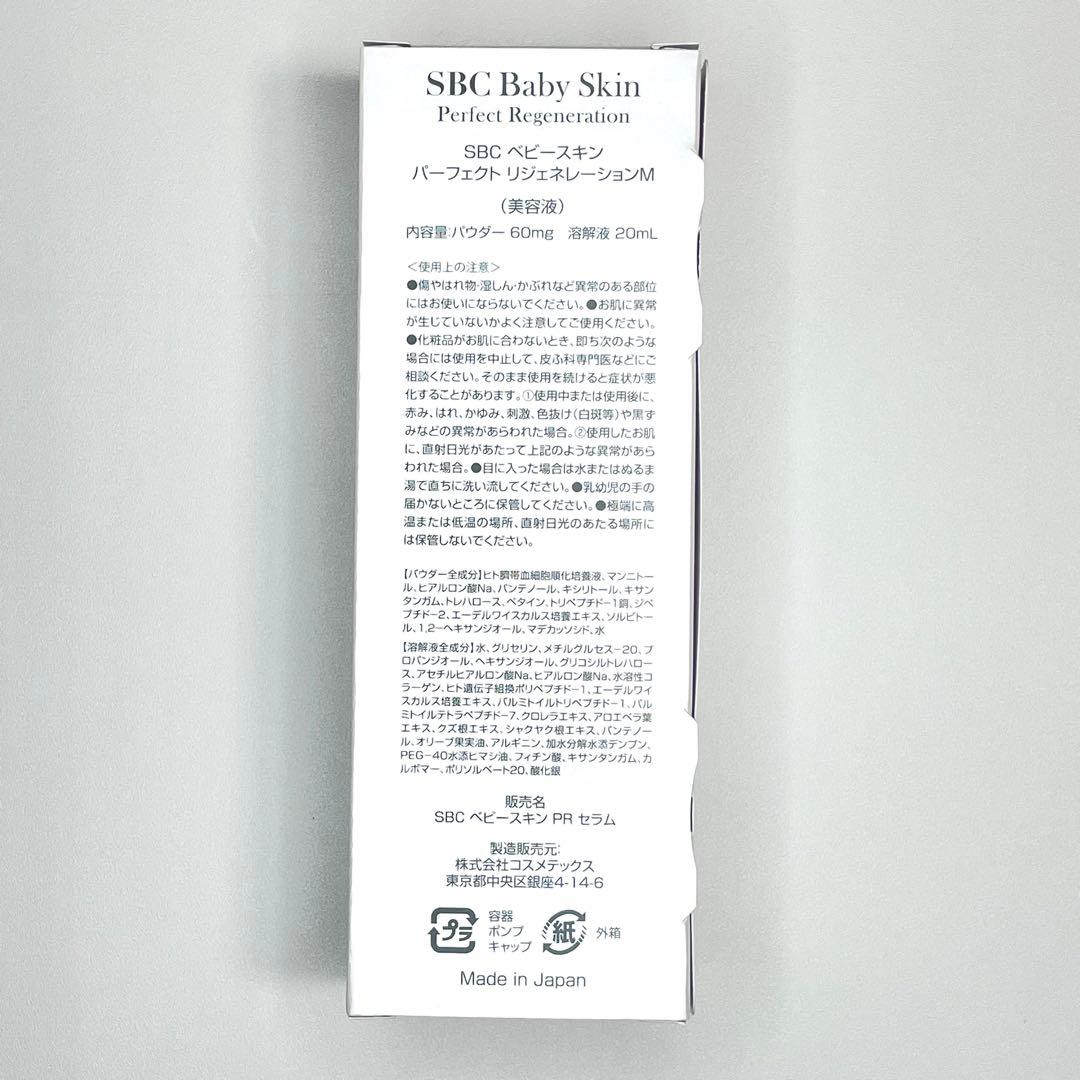 SBC Baby Skin
Perfect Regeneration
SBC ベビースキン
パーフェクト リジェネレーションM
（美容液）
内容量:パウダー 60mg　溶解液 20mL
＜使用上の注意＞
●傷やはれ物・湿しん・かぶれなど異常のある部位
にはお使いにならないでください。●お肌に異常
が生じていないかよく注意してご使用ください。
●化粧品がお肌に合わないとき、即ち次のような
場合には使用を中止して、皮ふ科専門医などにご
相談ください。そのまま使用を続けると症状が悪
化することがあります。①使用中または使用後に、
赤み、はれ、かゆみ、刺激、色抜け（白斑等）や黒ず
みなどの異常があらわれた場合。②使用したお肌
に、直射日光があたって上記のような異常があら
われた場合。●目に入った場合は水またはぬるま
湯で直ちに洗い流してください。●乳幼児の手の
届かないところに保管してください。●極端に高
温または低温の場所、直射日光のあたる場所に
は保管しないでください。
【パウダー全成分】ヒト臍帯血細胞順化培養液、マンニトー
ル、ヒアルロン酸Na、パンテノール、キシリトール、キサン
タンガム、トレハロース、ベタイン、トリペプチド-1銅、ジペ
プチド-2、エーデルワイスカルス培養エキス、ソルビトー
ル、1,2-ヘキサンジオール、マデカッソシド、水
【溶解液全成分】水、グリセリン、メチルグルセス-20、プ
ロパンジオール、ヘキサンジオール、グリコシルトレハロー
ス、アセチルヒアルロン酸Na、ヒアルロン酸Na、水溶性コ
ラーゲン、ヒト遺伝子組換ポリペプチド-1、エーデルワイ
スカルス培養エキス、パルミトイルトリペプチド-1、パル
ミトイルテトラペプチド-7、クロレラエキス、アロエベラ葉
エキス、クズ根エキス、シャクヤク根エキス、パンテノー
ル、オリーブ果実油、アルギニン、加水分解水添デンプン、
PEG-40水添ヒマシ油、フィチン酸、キサンタンガム、カ
ルボマー、ポリソルベート20、酸化銀
販売名
SBC ベビースキン PR セラム
製造販売元:
株式会社コスメテックス
東京都中央区銀座4-14-6
プラ
容器
ポンプ
キャップ
紙
外箱
Made in Japan